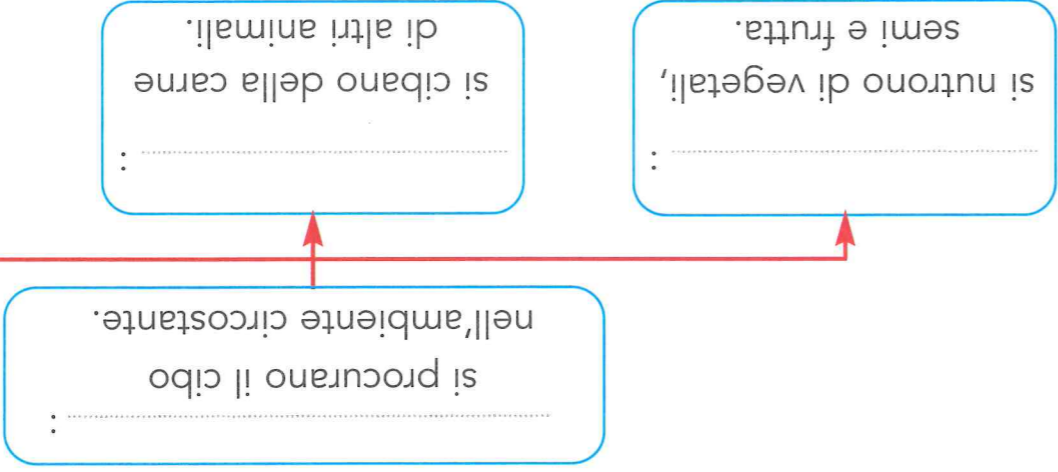 ..............................:
si procurano il cibo
nell'ambiente circostante.
..............................:
si nutrono di vegetali,
semi e frutta.
..............................:
si cibano della carne
di altri animali.